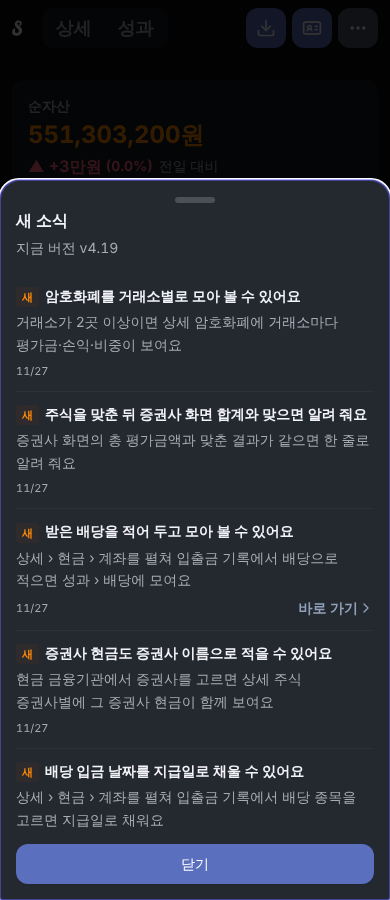 S
상세 성과
순자산
551,303,200원
▲ +3만원 (0.0%) 전일 대비
새 소식
지금 버전 v4.19
새 암호화폐를 거래소별로 모아 볼 수 있어요
거래소가 2곳 이상이면 상세 암호화폐에 거래소마다
평가금·손익·비중이 보여요
11/27
새 주식을 맞춘 뒤 증권사 화면 합계와 맞으면 알려 줘요
증권사 화면의 총 평가금액과 맞춘 결과가 같으면 한 줄로
알려 줘요
11/27
새 받은 배당을 적어 두고 모아 볼 수 있어요
상세 › 현금 › 계좌를 펼쳐 입출금 기록에서 배당으로
적으면 성과 › 배당에 모여요
11/27 바로 가기 ›
새 증권사 현금도 증권사 이름으로 적을 수 있어요
현금 금융기관에서 증권사를 고르면 상세 주식
증권사별에 그 증권사 현금이 함께 보여요
11/27
새 배당 입금 날짜를 지급일로 채울 수 있어요
상세 › 현금 › 계좌를 펼쳐 입출금 기록에서 배당 종목을
고르면 지급일로 채워요
닫기